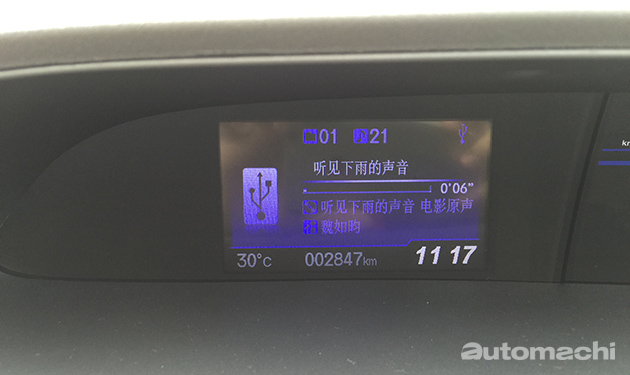 01 21
听见下雨的声音
0'06"
听见下雨的声音 电影原声
魏如昀
30°c 002847km 11 17
automachi